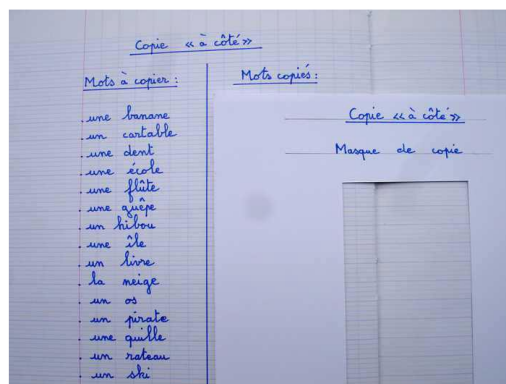 Copie « à côté »
Mots à copier :
. une banane
. un cartable
. une dent
. une école
. une flûte
. une guêpe
. un hibou
. une île
. un livre
. la neige
. un os
. un pirate
. une quille
. un rateau
. un ski
Mots copiés :
Copie « à côté »
Masque de copie